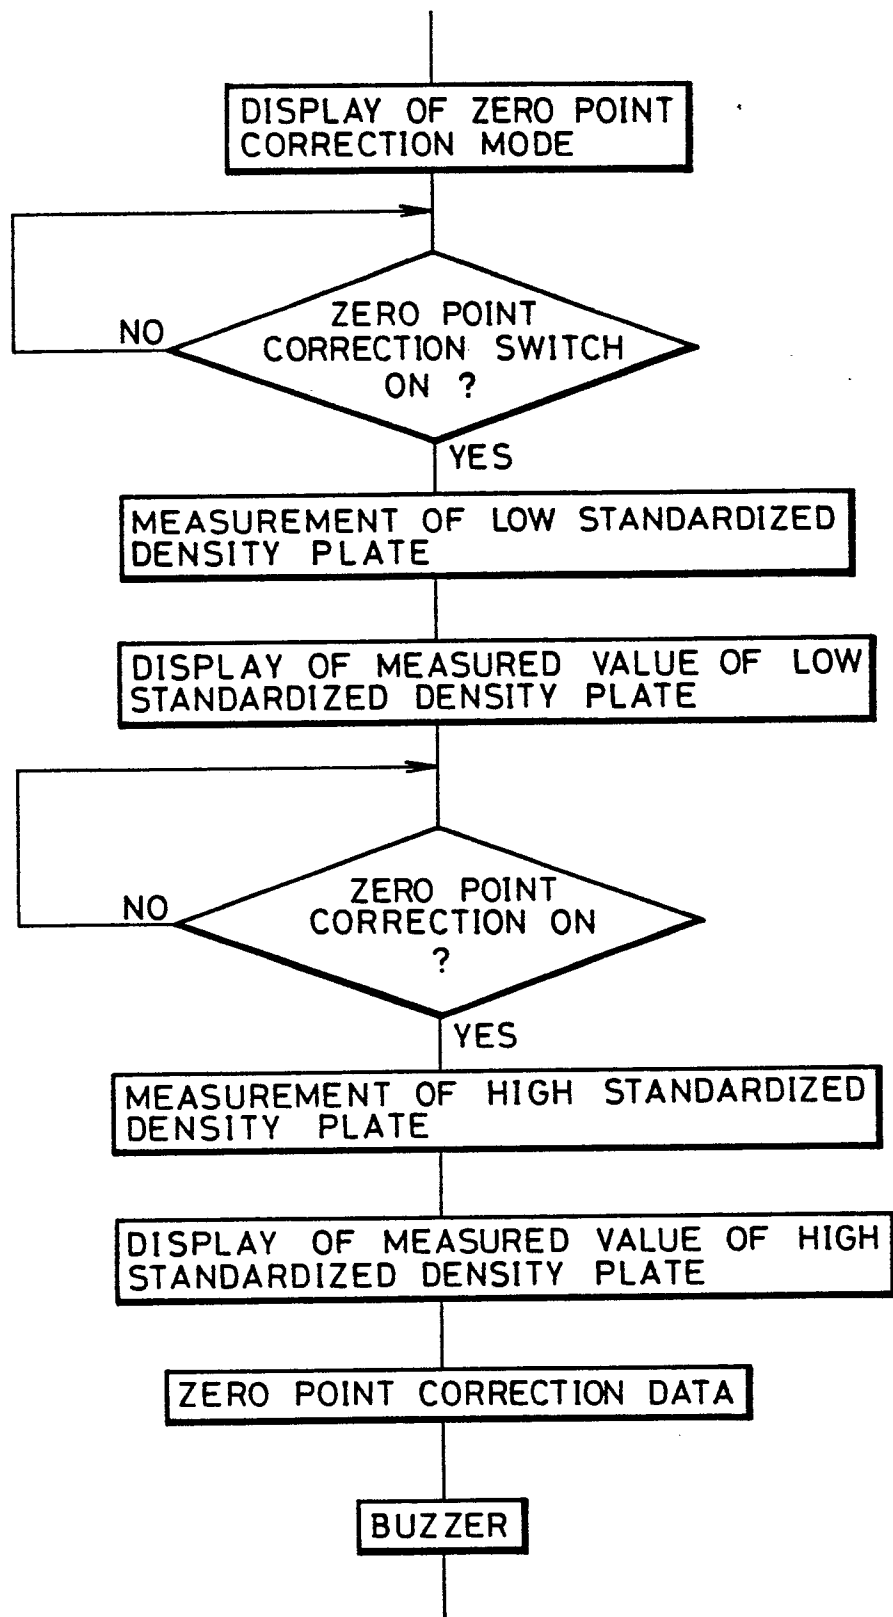 DISPLAY OF ZERO POINT
CORRECTION MODE
ZERO POINT
CORRECTION SWITCH
ON ?
NO
YES
MEASUREMENT OF LOW STANDARDIZED
DENSITY PLATE
DISPLAY OF MEASURED VALUE OF LOW
STANDARDIZED DENSITY PLATE
ZERO POINT
CORRECTION ON
?
NO
YES
MEASUREMENT OF HIGH STANDARDIZED
DENSITY PLATE
DISPLAY OF MEASURED VALUE OF HIGH
STANDARDIZED DENSITY PLATE
ZERO POINT CORRECTION DATA
BUZZER